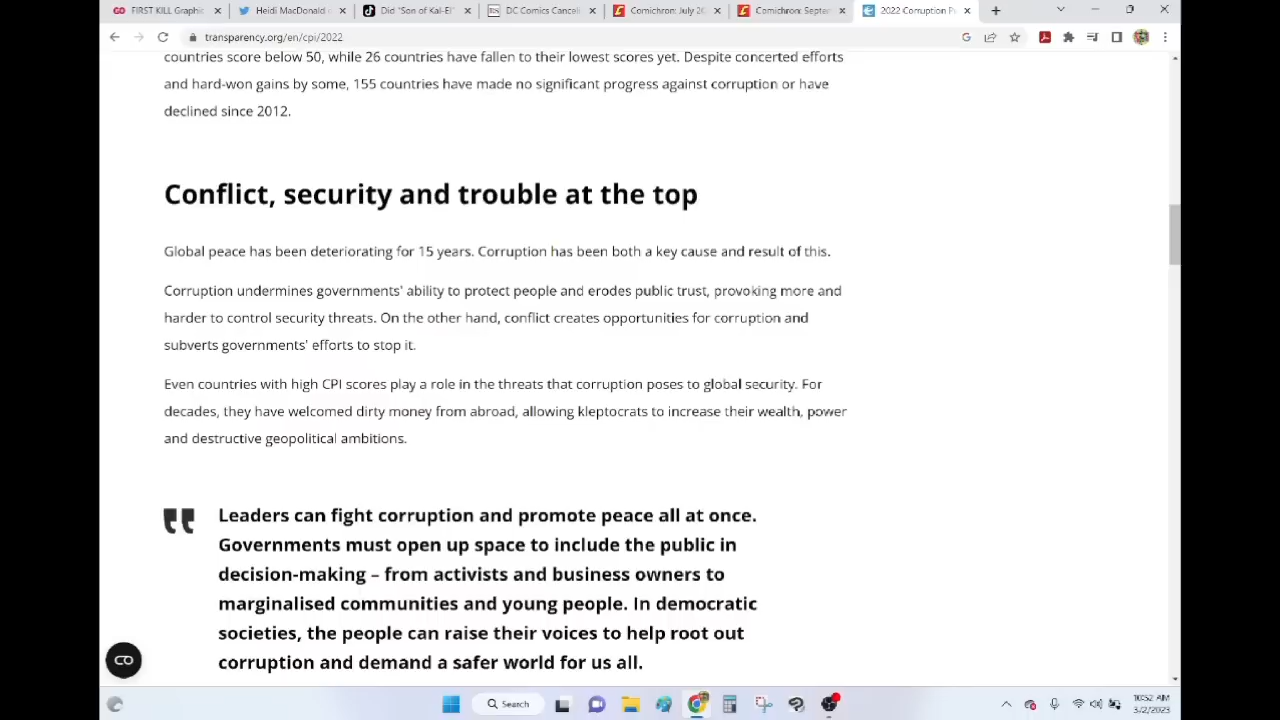 FIRST KILL Graphic
Heidi MacDonald
Did "Son of Kal-El"
DC Comics Cancel
Comichron: July 20
Comichron: Septem
2022 Corruption P
transparency.org/en/cpi/2022
countries score below 50, while 26 countries have fallen to their lowest scores yet. Despite concerted efforts
and hard-won gains by some, 155 countries have made no significant progress against corruption or have
declined since 2012.
Conflict, security and trouble at the top
Global peace has been deteriorating for 15 years. Corruption has been both a key cause and result of this.
Corruption undermines governments' ability to protect people and erodes public trust, provoking more and
harder to control security threats. On the other hand, conflict creates opportunities for corruption and
subverts governments' efforts to stop it.
Even countries with high CPI scores play a role in the threats that corruption poses to global security. For
decades, they have welcomed dirty money from abroad, allowing kleptocrats to increase their wealth, power
and destructive geopolitical ambitions.
Leaders can fight corruption and promote peace all at once.
Governments must open up space to include the public in
decision-making – from activists and business owners to
marginalised communities and young people. In democratic
societies, the people can raise their voices to help root out
corruption and demand a safer world for us all.
Search
10:52 AM
3/2/2023